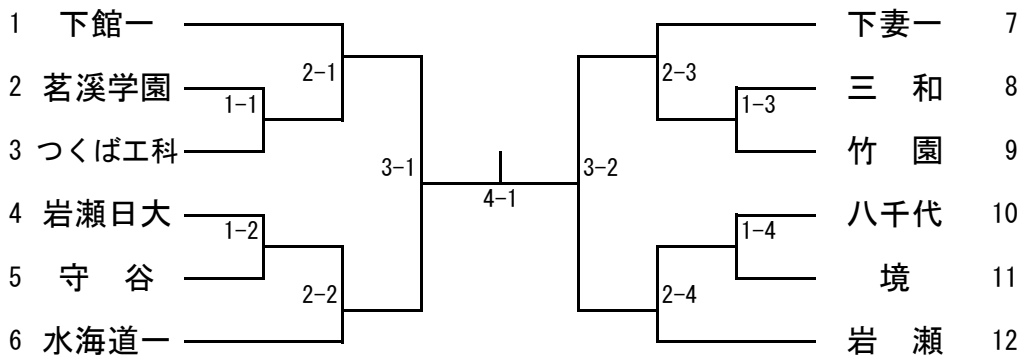 1 下館一
2 茗溪学園
3 つくば工科
4 岩瀬日大
5 守　谷
6 水海道一
2-1
1-1
1-2
2-2
3-1
4-1
3-2
2-3
1-3
1-4
2-4
下妻一 7
三　和 8
竹　園 9
八千代 10
境 11
岩　瀬 12